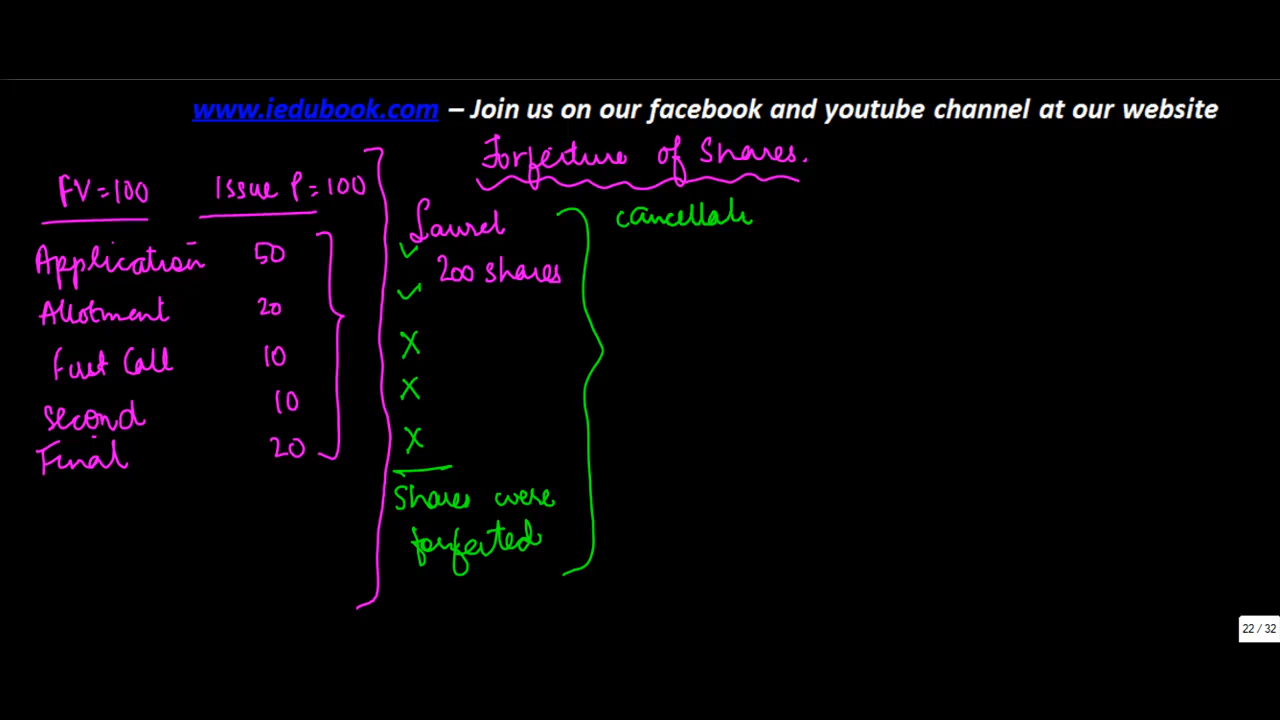 www.iedubook.com – Join us on our facebook and youtube channel at our website
Forfeiture of Shares.
FV=100 Issue P=100
Application 50
Allotment 20
First Call 10
Second 10
Final 20
Laurel
200 shares
X
X
X
Shares were
forfeited
cancellati
22 / 32